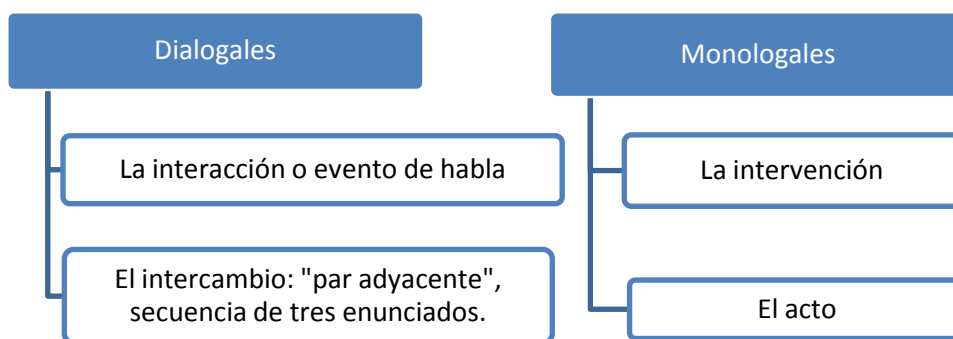 Dialogales
La interacción o evento de habla
El intercambio: "par adyacente",
secuencia de tres enunciados.
Monologales
La intervención
El acto